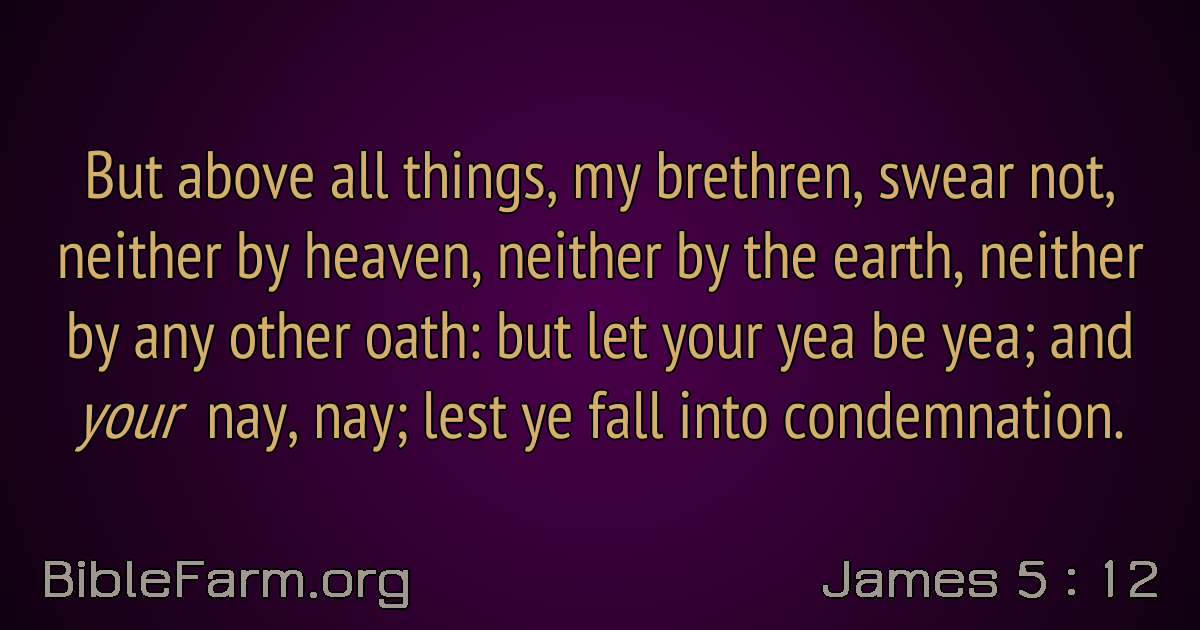 But above all things, my brethren, swear not,
neither by heaven, neither by the earth, neither
by any other oath: but let your yea be yea; and
your nay, nay; lest ye fall into condemnation.
BibleFarm.org
James 5 : 12